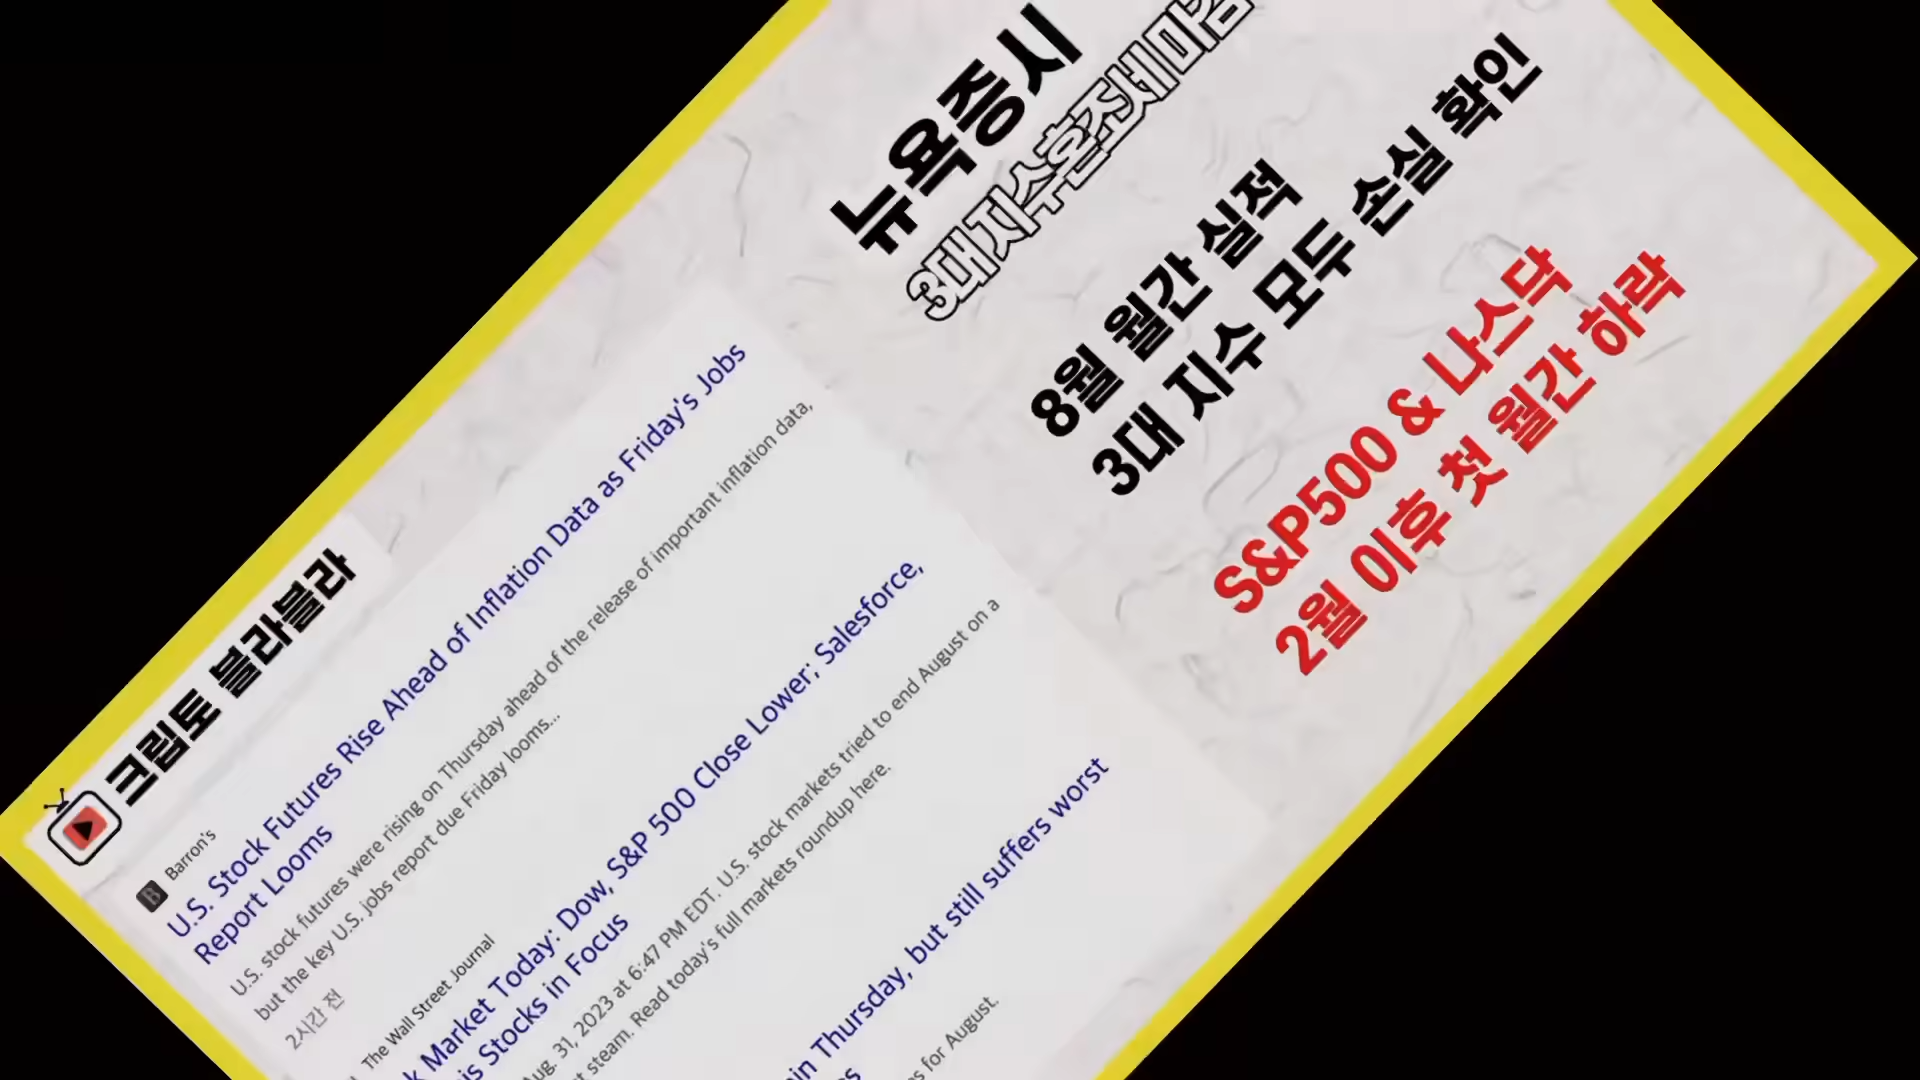 크립토 블라블라
뉴욕증시
3대지수혼조세마감
8월 월간 실적
3대 지수 모두 손실 확인
S&P500 & 나스닥
2월 이후 첫 월간 하락
B Barron's
U.S. Stock Futures Rise Ahead of Inflation Data as Friday's Jobs
Report Looms
U.S. stock futures were rising on Thursday ahead of the release of important inflation data,
but the key U.S. jobs report due Friday looms...
2시간 전
The Wall Street Journal
Market Today: Dow, S&P 500 Close Lower; Salesforce,
Stocks in Focus
Aug. 31, 2023 at 6:47 PM EDT. U.S. stock markets tried to end August on a
steam. Read today's full markets roundup here.
Thursday, but still suffers worst
for August.